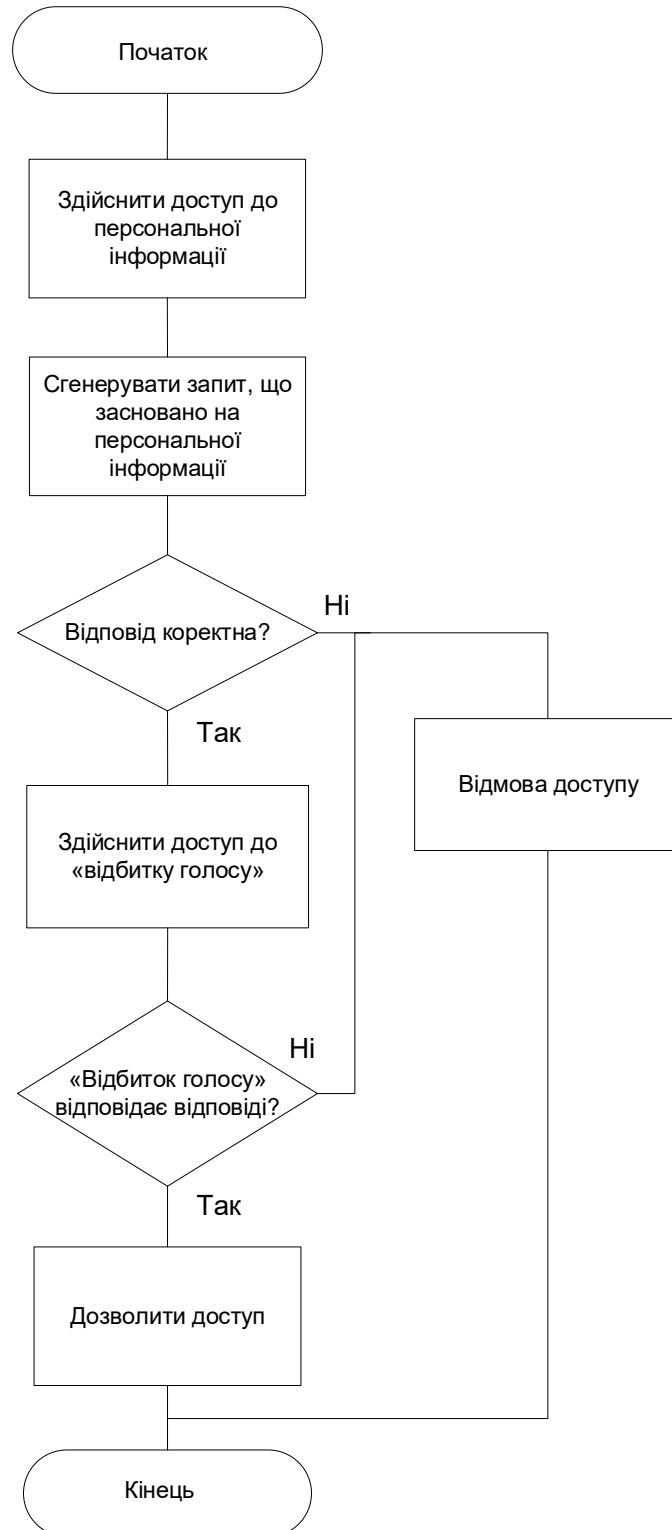 Початок
Здійснити доступ до
персональної
інформації
Сгенерувати запит, що
засновано на
персональної
інформації
Відповід коректна?
Ні
Так
Відмова доступу
Здійснити доступ до
«відбитку голосу»
Ні
«Відбиток голосу»
відповідає відповіді?
Так
Дозволити доступ
Кінець